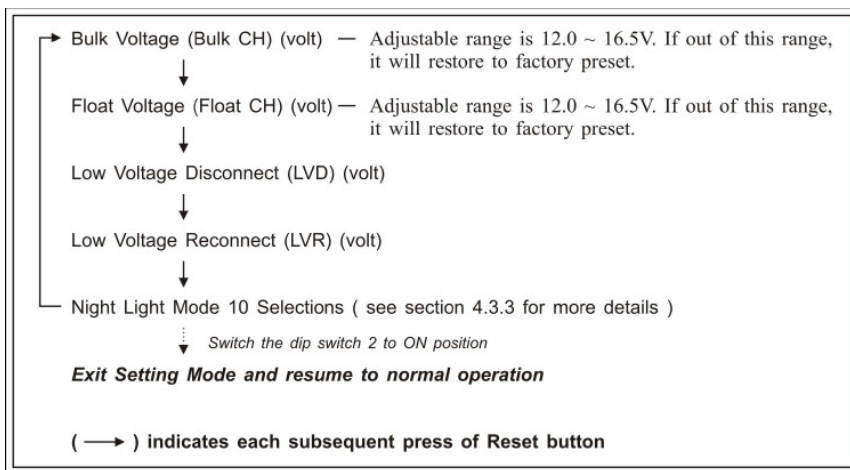 Bulk Voltage (Bulk CH) (volt) — Adjustable range is 12.0 ~ 16.5V. If out of this range,
it will restore to factory preset.
Float Voltage (Float CH) (volt) — Adjustable range is 12.0 ~ 16.5V. If out of this range,
it will restore to factory preset.
Low Voltage Disconnect (LVD) (volt)
Low Voltage Reconnect (LVR) (volt)
Night Light Mode 10 Selections ( see section 4.3.3 for more details )
Switch the dip switch 2 to ON position
Exit Setting Mode and resume to normal operation
( ⟶ ) indicates each subsequent press of Reset button